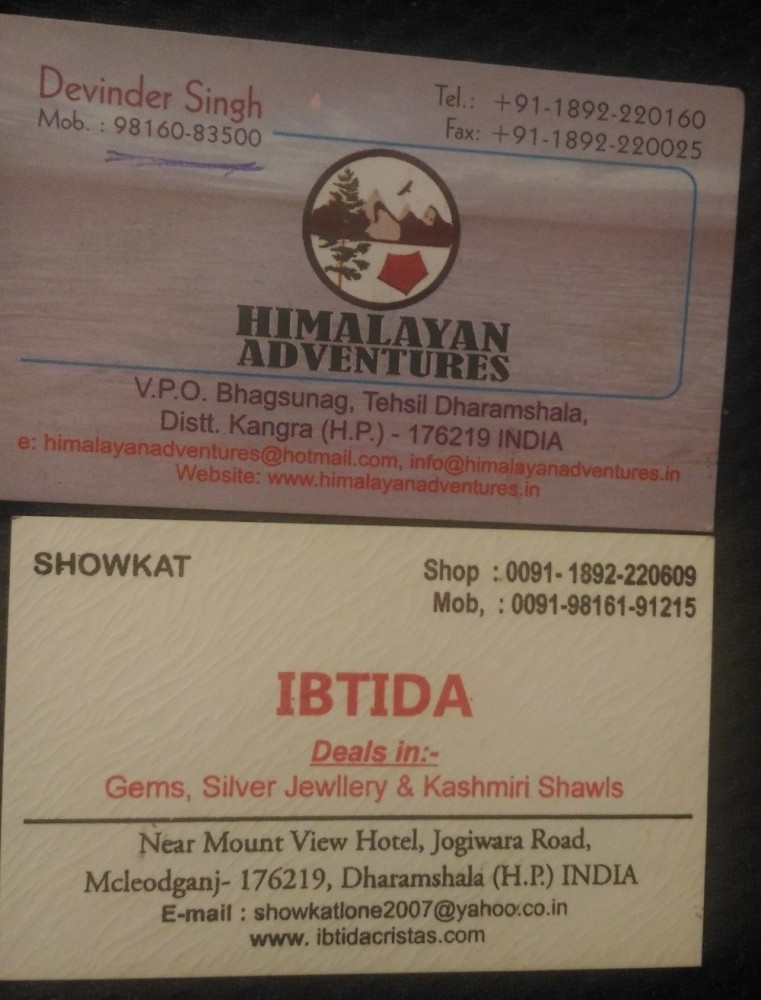 Devinder Singh
Mob. : 98160-83500
Tel.: +91-1892-220160
Fax: +91-1892-220025
HIMALAYAN
ADVENTURES
V.P.O. Bhagsunag, Tehsil Dharamshala,
Distt. Kangra (H.P.) - 176219 INDIA
e: himalayanadventures@hotmail.com, info@himalayanadventures.in
Website: www.himalayanadventures.in
SHOWKAT
Shop : 0091- 1892-220609
Mob, : 0091-98161-91215
IBTIDA
Deals in:-
Gems, Silver Jewllery & Kashmiri Shawls
Near Mount View Hotel, Jogiwara Road,
Mcleodganj- 176219, Dharamshala (H.P.) INDIA
E-mail : showkatlone2007@yahoo.co.in
www. ibtidacristas.com